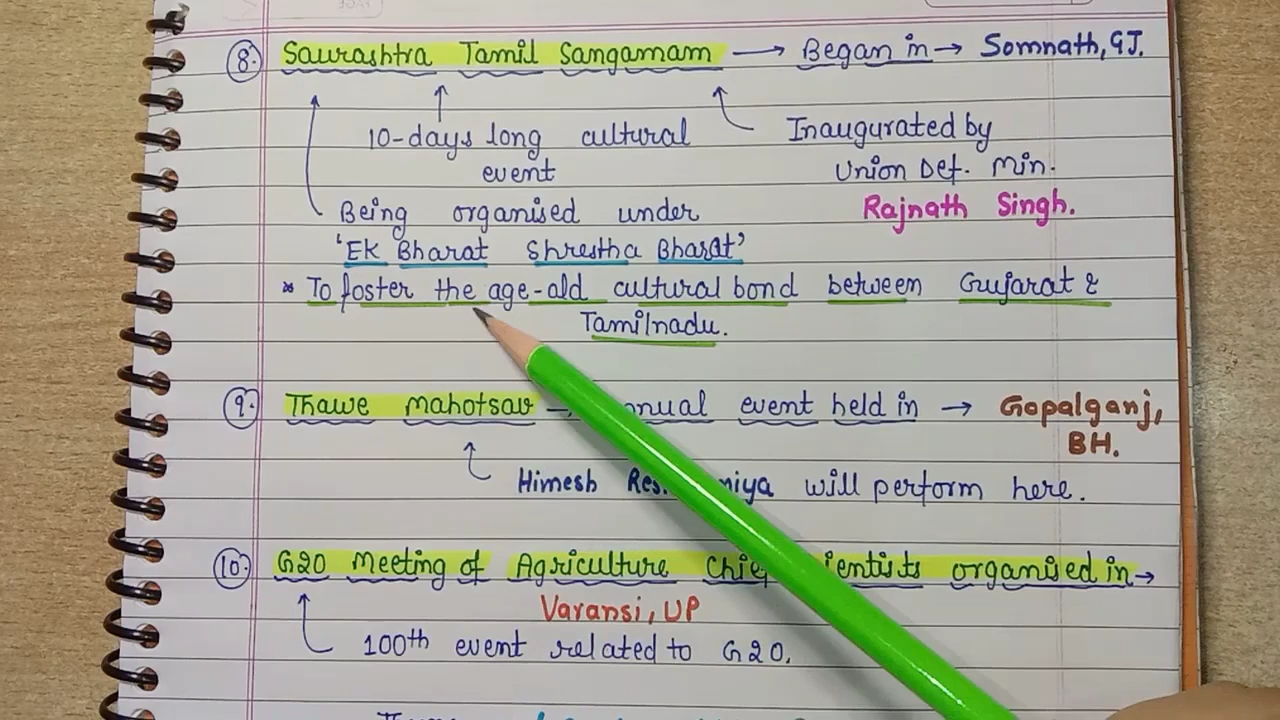 8. Saurashtra Tamil Sangamam → Began in → Somnath, GJ.
10-days long cultural event
Inaugurated by
Union Def. Min.
Rajnath Singh.
Being organised under
'EK Bharat Shrestha Bharat'
* To foster the age-old cultural bond between Gujarat &
Tamilnadu.
9. Thawe mahotsav → event held in → Gopalganj,
BH.
Himesh will perform here.
10. G20 Meeting of Agriculture organised in →
Varansi, UP
100th event related to G20.